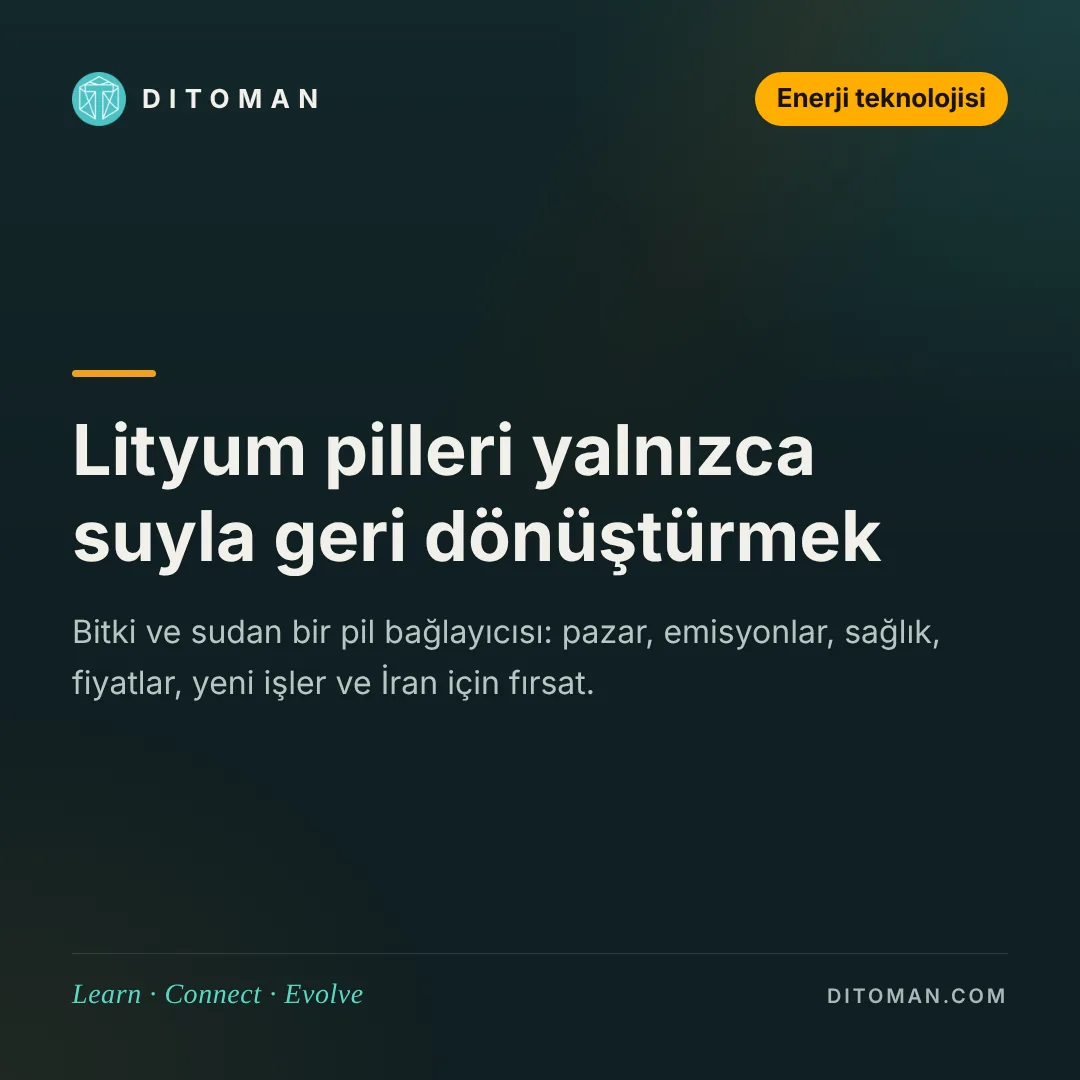 DITOMAN
Enerji teknolojisi
Lityum pilleri yalnızca
suyla geri dönüştürmek
Bitki ve sudan bir pil bağlayıcısı: pazar, emisyonlar, sağlık,
fiyatlar, yeni işler ve İran için fırsat.
Learn · Connect · Evolve
DITOMAN.COM